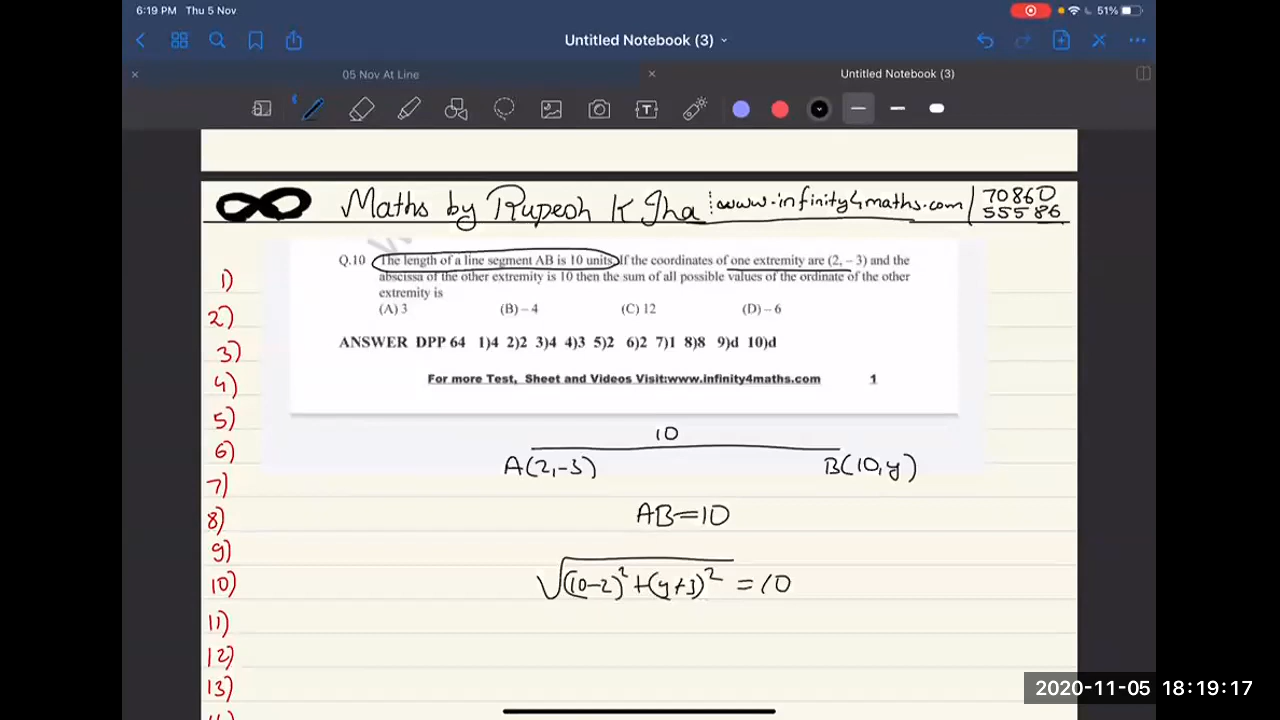 6:19 PM Thu 5 Nov
51%
Untitled Notebook (3)
05 Nov At Line
Untitled Notebook (3)
Maths by Rupesh K Jha www.infinity4maths.com 70860
55586
Q.10 The length of a line segment AB is 10 units. If the coordinates of one extremity are (2, – 3) and the
abscissa of the other extremity is 10 then the sum of all possible values of the ordinate of the other
extremity is
(A) 3 (B) – 4 (C) 12 (D) – 6
ANSWER DPP 64 1)4 2)2 3)4 4)3 5)2 6)2 7)1 8)8 9)d 10)d
For more Test, Sheet and Videos Visit:www.infinity4maths.com 1
10
A(2,-3) B(10,y)
AB=10
√(10-2)²+(y+3)² = 10
1)
2)
3)
4)
5)
6)
7)
8)
9)
10)
11)
12)
13)
2020-11-05 18:19:17